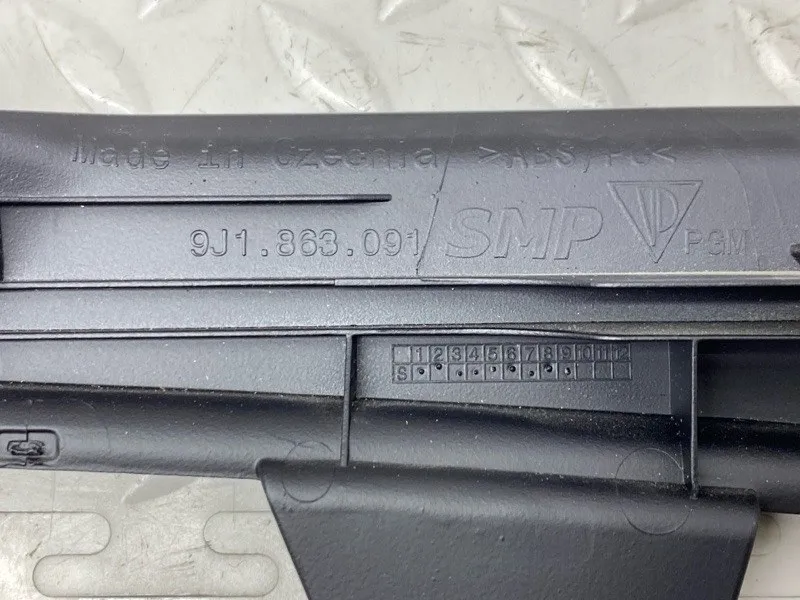 Made in Czechia >ABS/PC<
9J1.863.091 SMP PGM
1 2 3 4 5 6 7 8 9 10 11 12
S